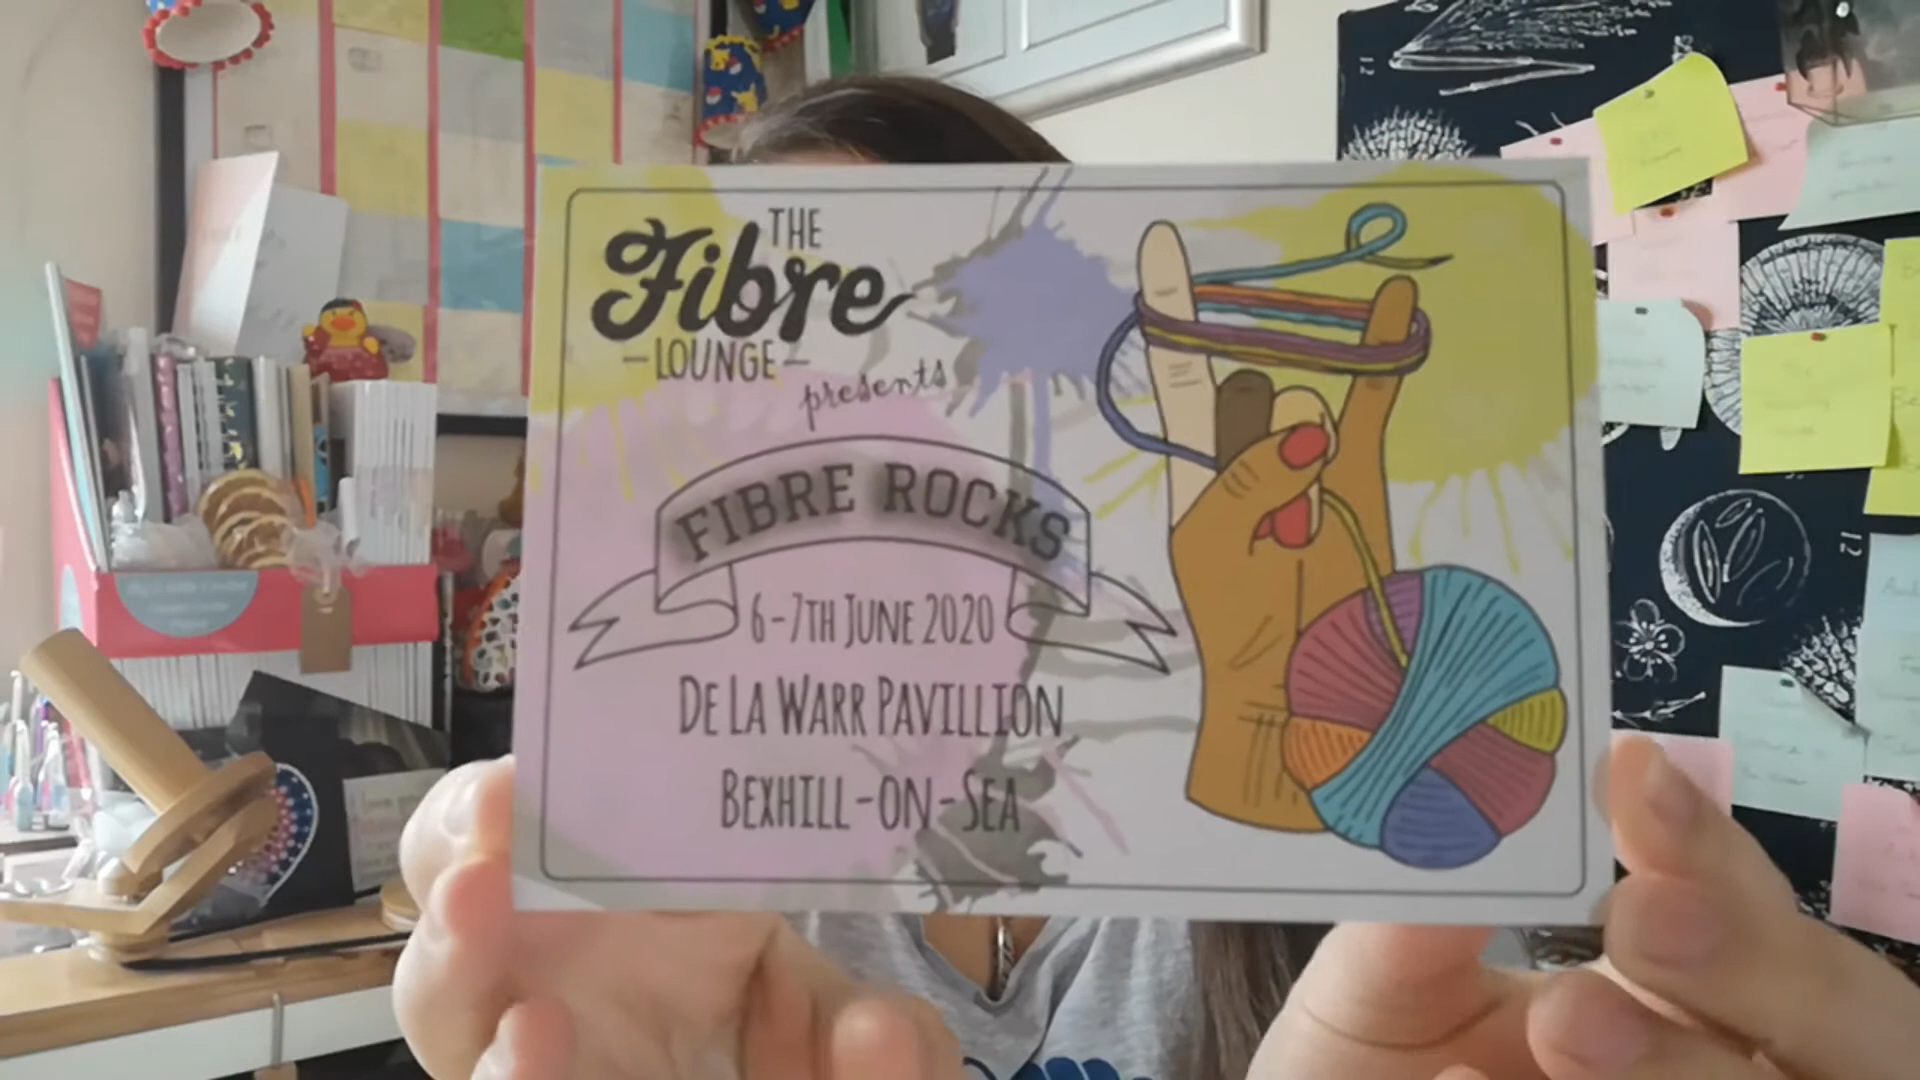 THE
Fibre
-LOUNGE-
presents
FIBRE ROCKS
6-7TH JUNE 2020
DE LA WARR PAVILLION
BEXHILL-ON-SEA